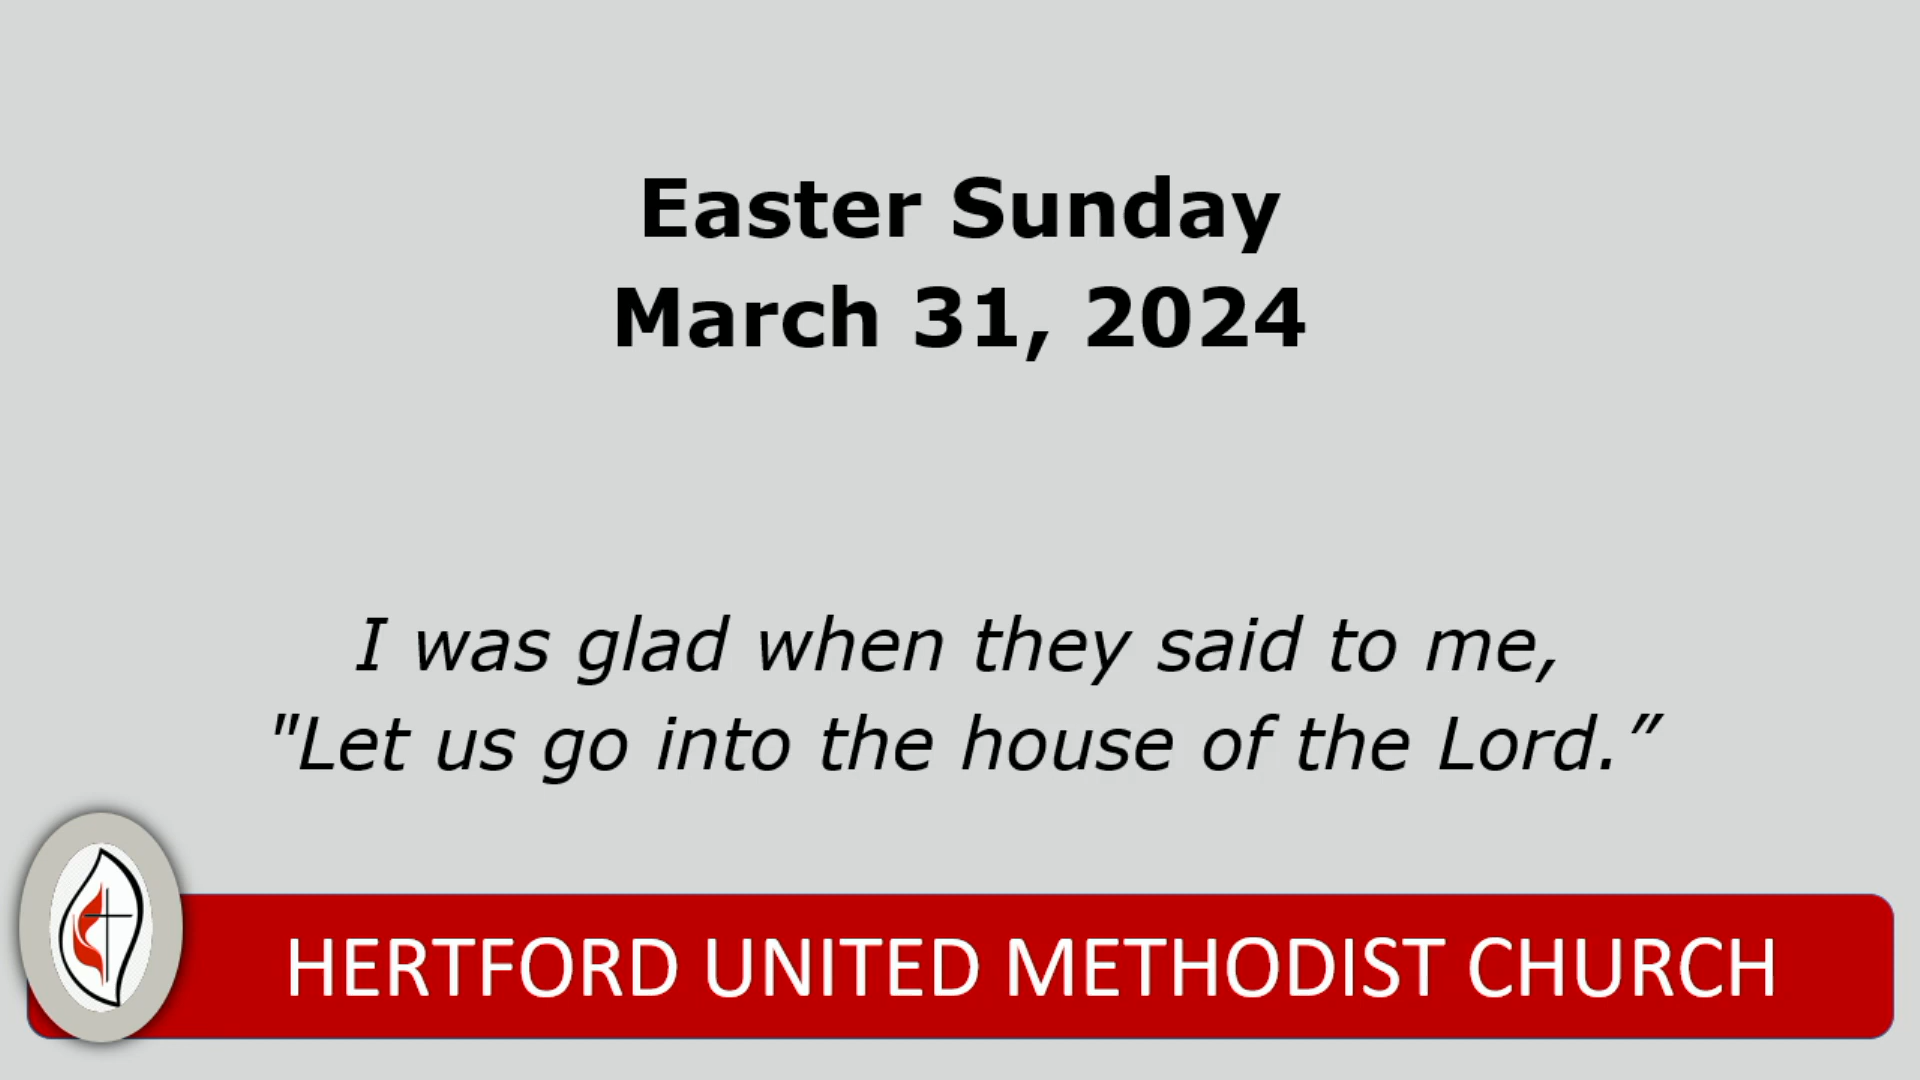 Easter Sunday
March 31, 2024
I was glad when they said to me,
"Let us go into the house of the Lord.”
HERTFORD UNITED METHODIST CHURCH